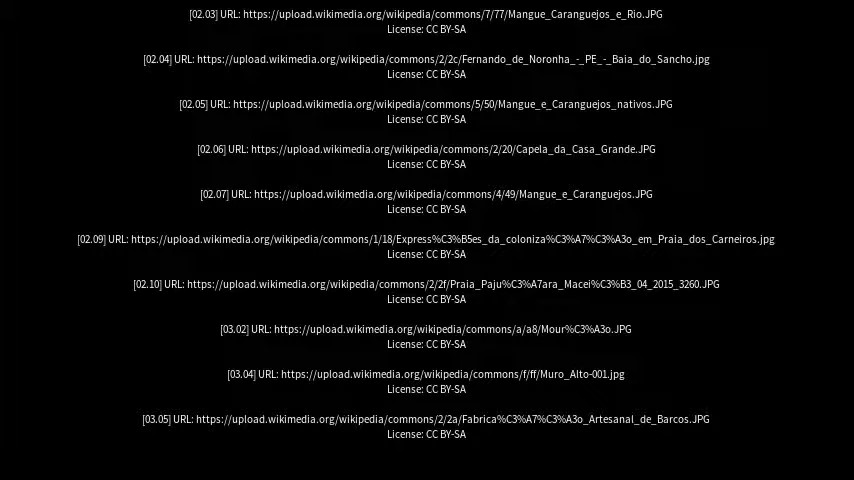 [02.03] URL: https://upload.wikimedia.org/wikipedia/commons/7/77/Mangue_Caranguejos_e_Rio.JPG
License: CC BY-SA
[02.04] URL: https://upload.wikimedia.org/wikipedia/commons/2/2c/Fernando_de_Noronha_-_PE_-_Baia_do_Sancho.jpg
License: CC BY-SA
[02.05] URL: https://upload.wikimedia.org/wikipedia/commons/5/50/Mangue_e_Caranguejos_nativos.JPG
License: CC BY-SA
[02.06] URL: https://upload.wikimedia.org/wikipedia/commons/2/20/Capela_da_Casa_Grande.JPG
License: CC BY-SA
[02.07] URL: https://upload.wikimedia.org/wikipedia/commons/4/49/Mangue_e_Caranguejos.JPG
License: CC BY-SA
[02.09] URL: https://upload.wikimedia.org/wikipedia/commons/1/18/Express%C3%B5es_da_coloniza%C3%A7%C3%A3o_em_Praia_dos_Carneiros.jpg
License: CC BY-SA
[02.10] URL: https://upload.wikimedia.org/wikipedia/commons/2/2f/Praia_Paju%C3%A7ara_Macei%C3%B3_04_2015_3260.JPG
License: CC BY-SA
[03.02] URL: https://upload.wikimedia.org/wikipedia/commons/a/a8/Mour%C3%A3o.JPG
License: CC BY-SA
[03.04] URL: https://upload.wikimedia.org/wikipedia/commons/f/ff/Muro_Alto-001.jpg
License: CC BY-SA
[03.05] URL: https://upload.wikimedia.org/wikipedia/commons/2/2a/Fabrica%C3%A7%C3%A3o_Artesanal_de_Barcos.JPG
License: CC BY-SA